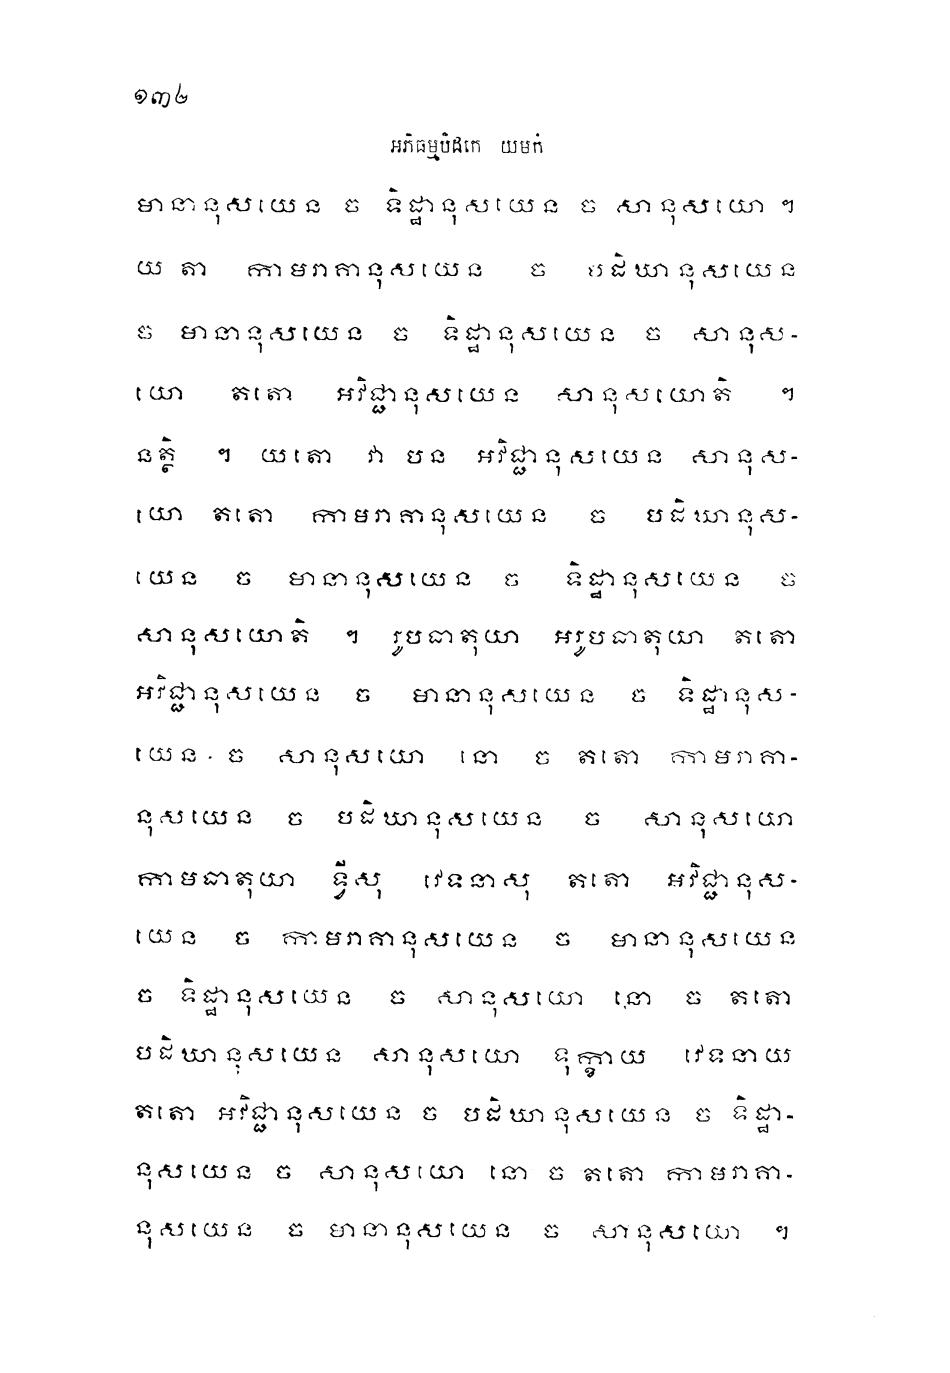 ១៣៤
អភិធម្មបិដកេ យមកំ
មានានុសយេន ច ទិដ្ឋានុសយេន ច សានុសយោ ។
យ តោ កាមរាគានុសយេន ច បដិឃានុសយេន
ច មានានុសយេន ច ទិដ្ឋានុសយេន ច សានុស-
យោ តតោ អវិជ្ជានុសយេន សានុសយោតិ ។
នត្ថិ ។ យតោ វា បន អវិជ្ជានុសយេន សានុស-
យោ តតោ កាមរាគានុសយេន ច បដិឃានុស-
យេន ច មានានុសយេន ច ទិដ្ឋានុសយេន ច
សានុសយោតិ ។ រូបធាតុយា អរូបធាតុយា តតោ
អវិជ្ជានុសយេន ច មានានុសយេន ច ទិដ្ឋានុស-
យេន ច សានុសយោ នោ ច តតោ កាមរាគា-
នុសយេន ច បដិឃានុសយេន ច សានុសយោ
កាមធាតុយា ទ្វីសុ វេទនាសុ តតោ អវិជ្ជានុស-
យេន ច កាមរាគានុសយេន ច មានានុសយេន
ច ទិដ្ឋានុសយេន ច សានុសយោ នោ ច តតោ
បដិឃានុសយេន សានុសយោ ទុក្ខាយ វេទនាយ
តតោ អវិជ្ជានុសយេន ច បដិឃានុសយេន ច ទិដ្ឋា-
នុសយេន ច សានុសយោ នោ ច តតោ កាមរាគា-
នុសយេន ច មានានុសយេន ច សានុសយោ ។